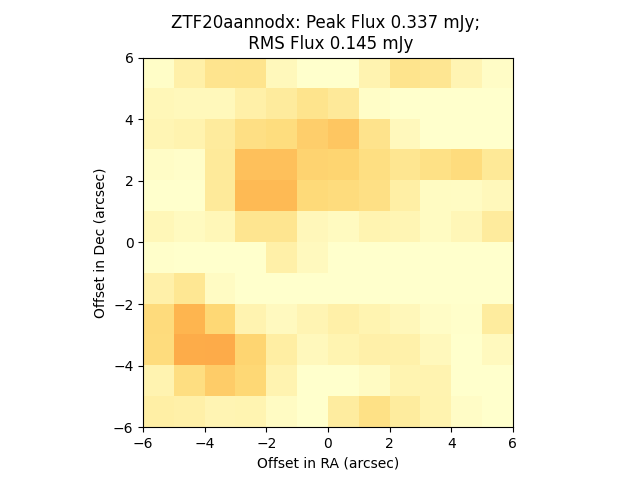 ZTF20aannodx: Peak Flux 0.337 mJy;
RMS Flux 0.145 mJy
6
4
2
0
−2
−4
−6
Offset in Dec (arcsec)
−6 −4 −2 0 2 4 6
Offset in RA (arcsec)